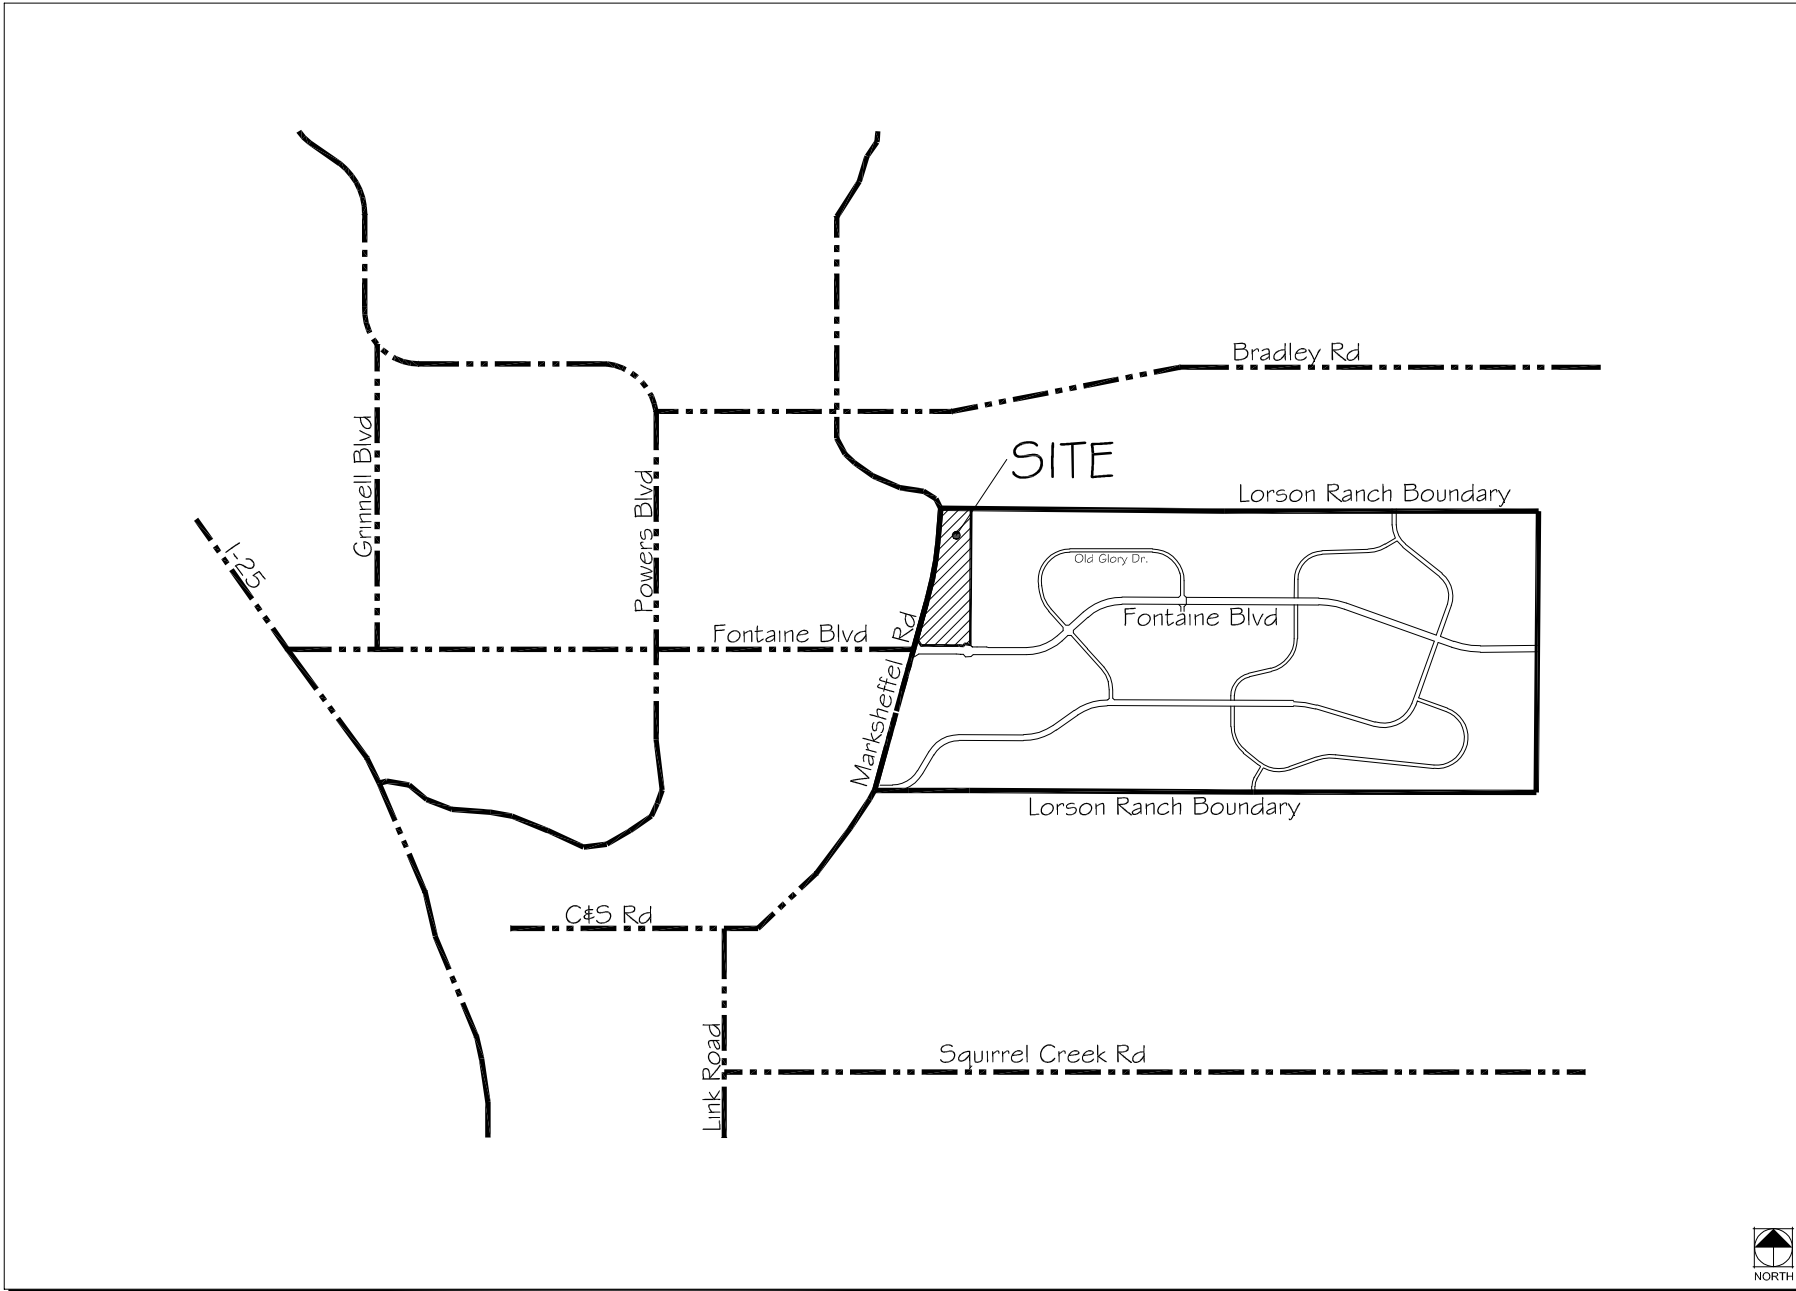 Bradley Rd
Grinnell Blvd
SITE
Powers Blvd
Lorson Ranch Boundary
I-25
Old Glory Dr.
Fontaine Blvd
Fontaine Blvd
Marksheffel Rd
Lorson Ranch Boundary
C&S Rd
Link Road
Squirrel Creek Rd
NORTH